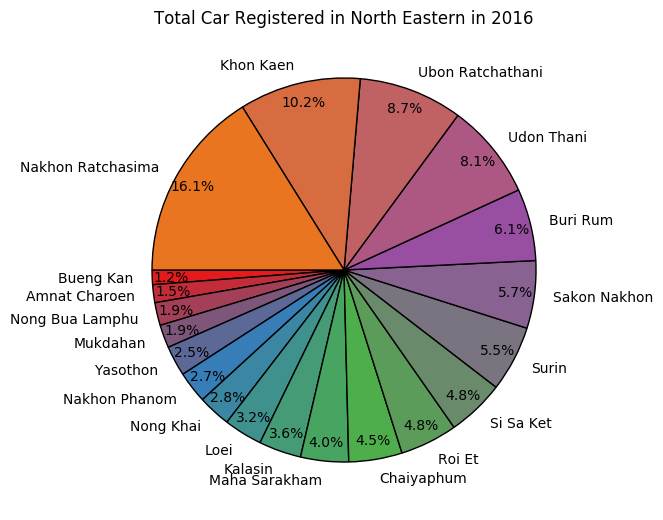 Total Car Registered in North Eastern in 2016
Khon Kaen
10.2%
Ubon Ratchathani
8.7%
Udon Thani
8.1%
Buri Rum
6.1%
Sakon Nakhon
5.7%
Surin
5.5%
Si Sa Ket
4.8%
Roi Et
4.8%
Chaiyaphum
4.5%
Maha Sarakham
4.0%
Kalasin
3.6%
Loei
3.2%
Nong Khai
2.8%
Nakhon Phanom
2.7%
Yasothon
2.5%
Mukdahan
1.9%
Nong Bua Lamphu
1.9%
Amnat Charoen
1.5%
Bueng Kan
1.2%
Nakhon Ratchasima
16.1%